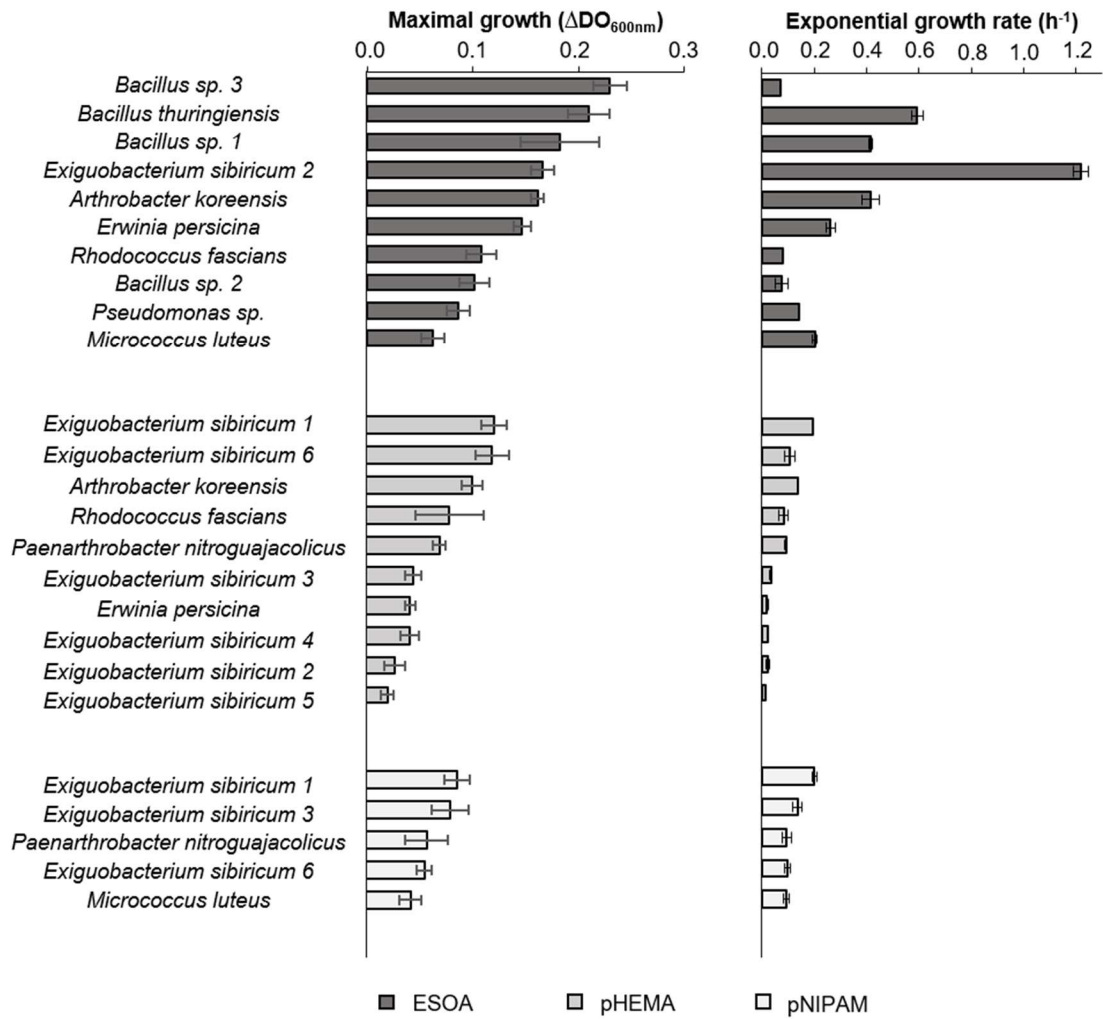 Maximal growth (ΔDO600nm) Exponential growth rate (h-1)
0.0 0.1 0.2 0.3 0.0 0.2 0.4 0.6 0.8 1.0 1.2
Bacillus sp. 3
Bacillus thuringiensis
Bacillus sp. 1
Exiguobacterium sibiricum 2
Arthrobacter koreensis
Erwinia persicina
Rhodococcus fascians
Bacillus sp. 2
Pseudomonas sp.
Micrococcus luteus
Exiguobacterium sibiricum 1
Exiguobacterium sibiricum 6
Arthrobacter koreensis
Rhodococcus fascians
Paenarthrobacter nitroguajacolicus
Exiguobacterium sibiricum 3
Erwinia persicina
Exiguobacterium sibiricum 4
Exiguobacterium sibiricum 2
Exiguobacterium sibiricum 5
Exiguobacterium sibiricum 1
Exiguobacterium sibiricum 3
Paenarthrobacter nitroguajacolicus
Exiguobacterium sibiricum 6
Micrococcus luteus
ESOA pHEMA pNIPAM